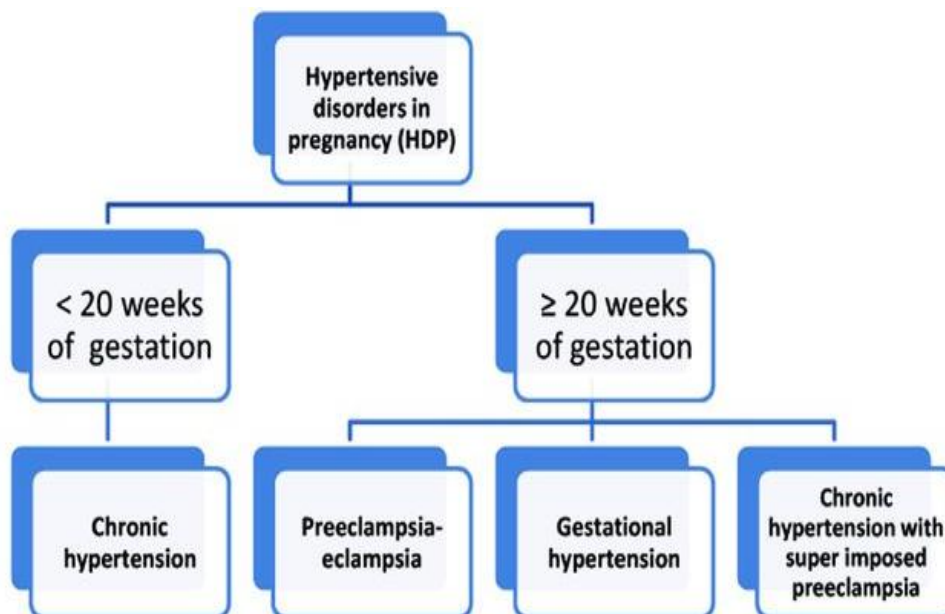 Hypertensive
disorders in
pregnancy (HDP)
< 20 weeks
of gestation
≥ 20 weeks
of gestation
Chronic
hypertension
Preeclampsia-
eclampsia
Gestational
hypertension
Chronic
hypertension with
super imposed
preeclampsia